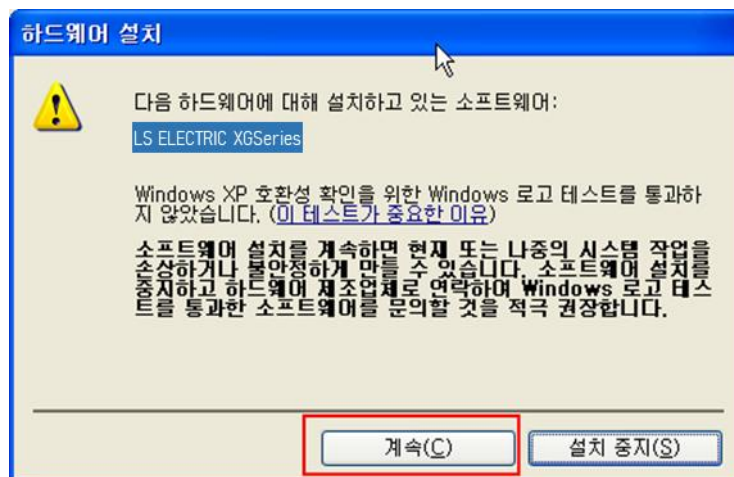 하드웨어 설치
다음 하드웨어에 대해 설치하고 있는 소프트웨어:
LS ELECTRIC XGSeries
Windows XP 호환성 확인을 위한 Windows 로고 테스트를 통과하
지 않았습니다. (이 테스트가 중요한 이유)
소프트웨어 설치를 계속하면 현재 또는 나중의 시스템 작업을
손상하거나 불안정하게 만들 수 있습니다. 소프트웨어 설치를
중지하고 하드웨어 제조업체로 연락하여 Windows 로고 테스
트를 통과한 소프트웨어를 문의할 것을 적극 권장합니다.
계속(C) 설치 중지(S)